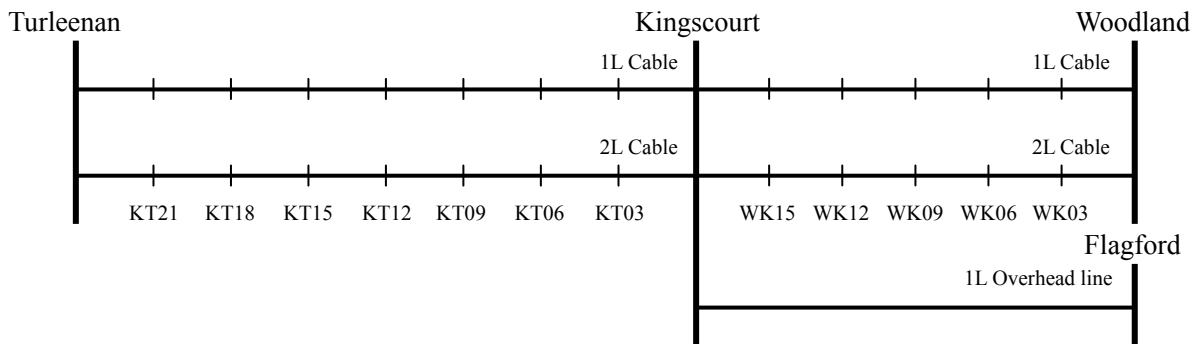 Turleenan Kingscourt Woodland
1L Cable 1L Cable
2L Cable 2L Cable
KT21 KT18 KT15 KT12 KT09 KT06 KT03 WK15 WK12 WK09 WK06 WK03
Flagford
1L Overhead line